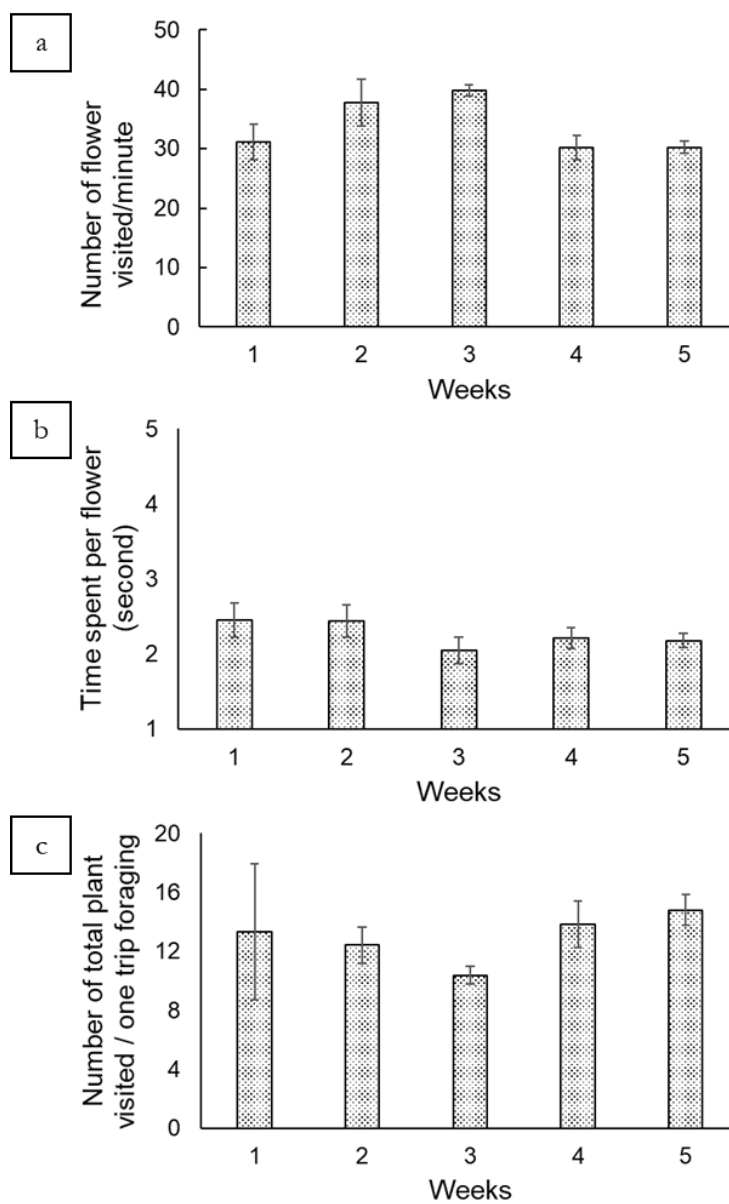 a
Number of flower
visited/minute
50
40
30
20
10
0
1 2 3 4 5
Weeks
b
Time spent per flower
(second)
5
4
3
2
1
1 2 3 4 5
Weeks
c
Number of total plant
visited / one trip foraging
20
16
12
8
4
0
1 2 3 4 5
Weeks